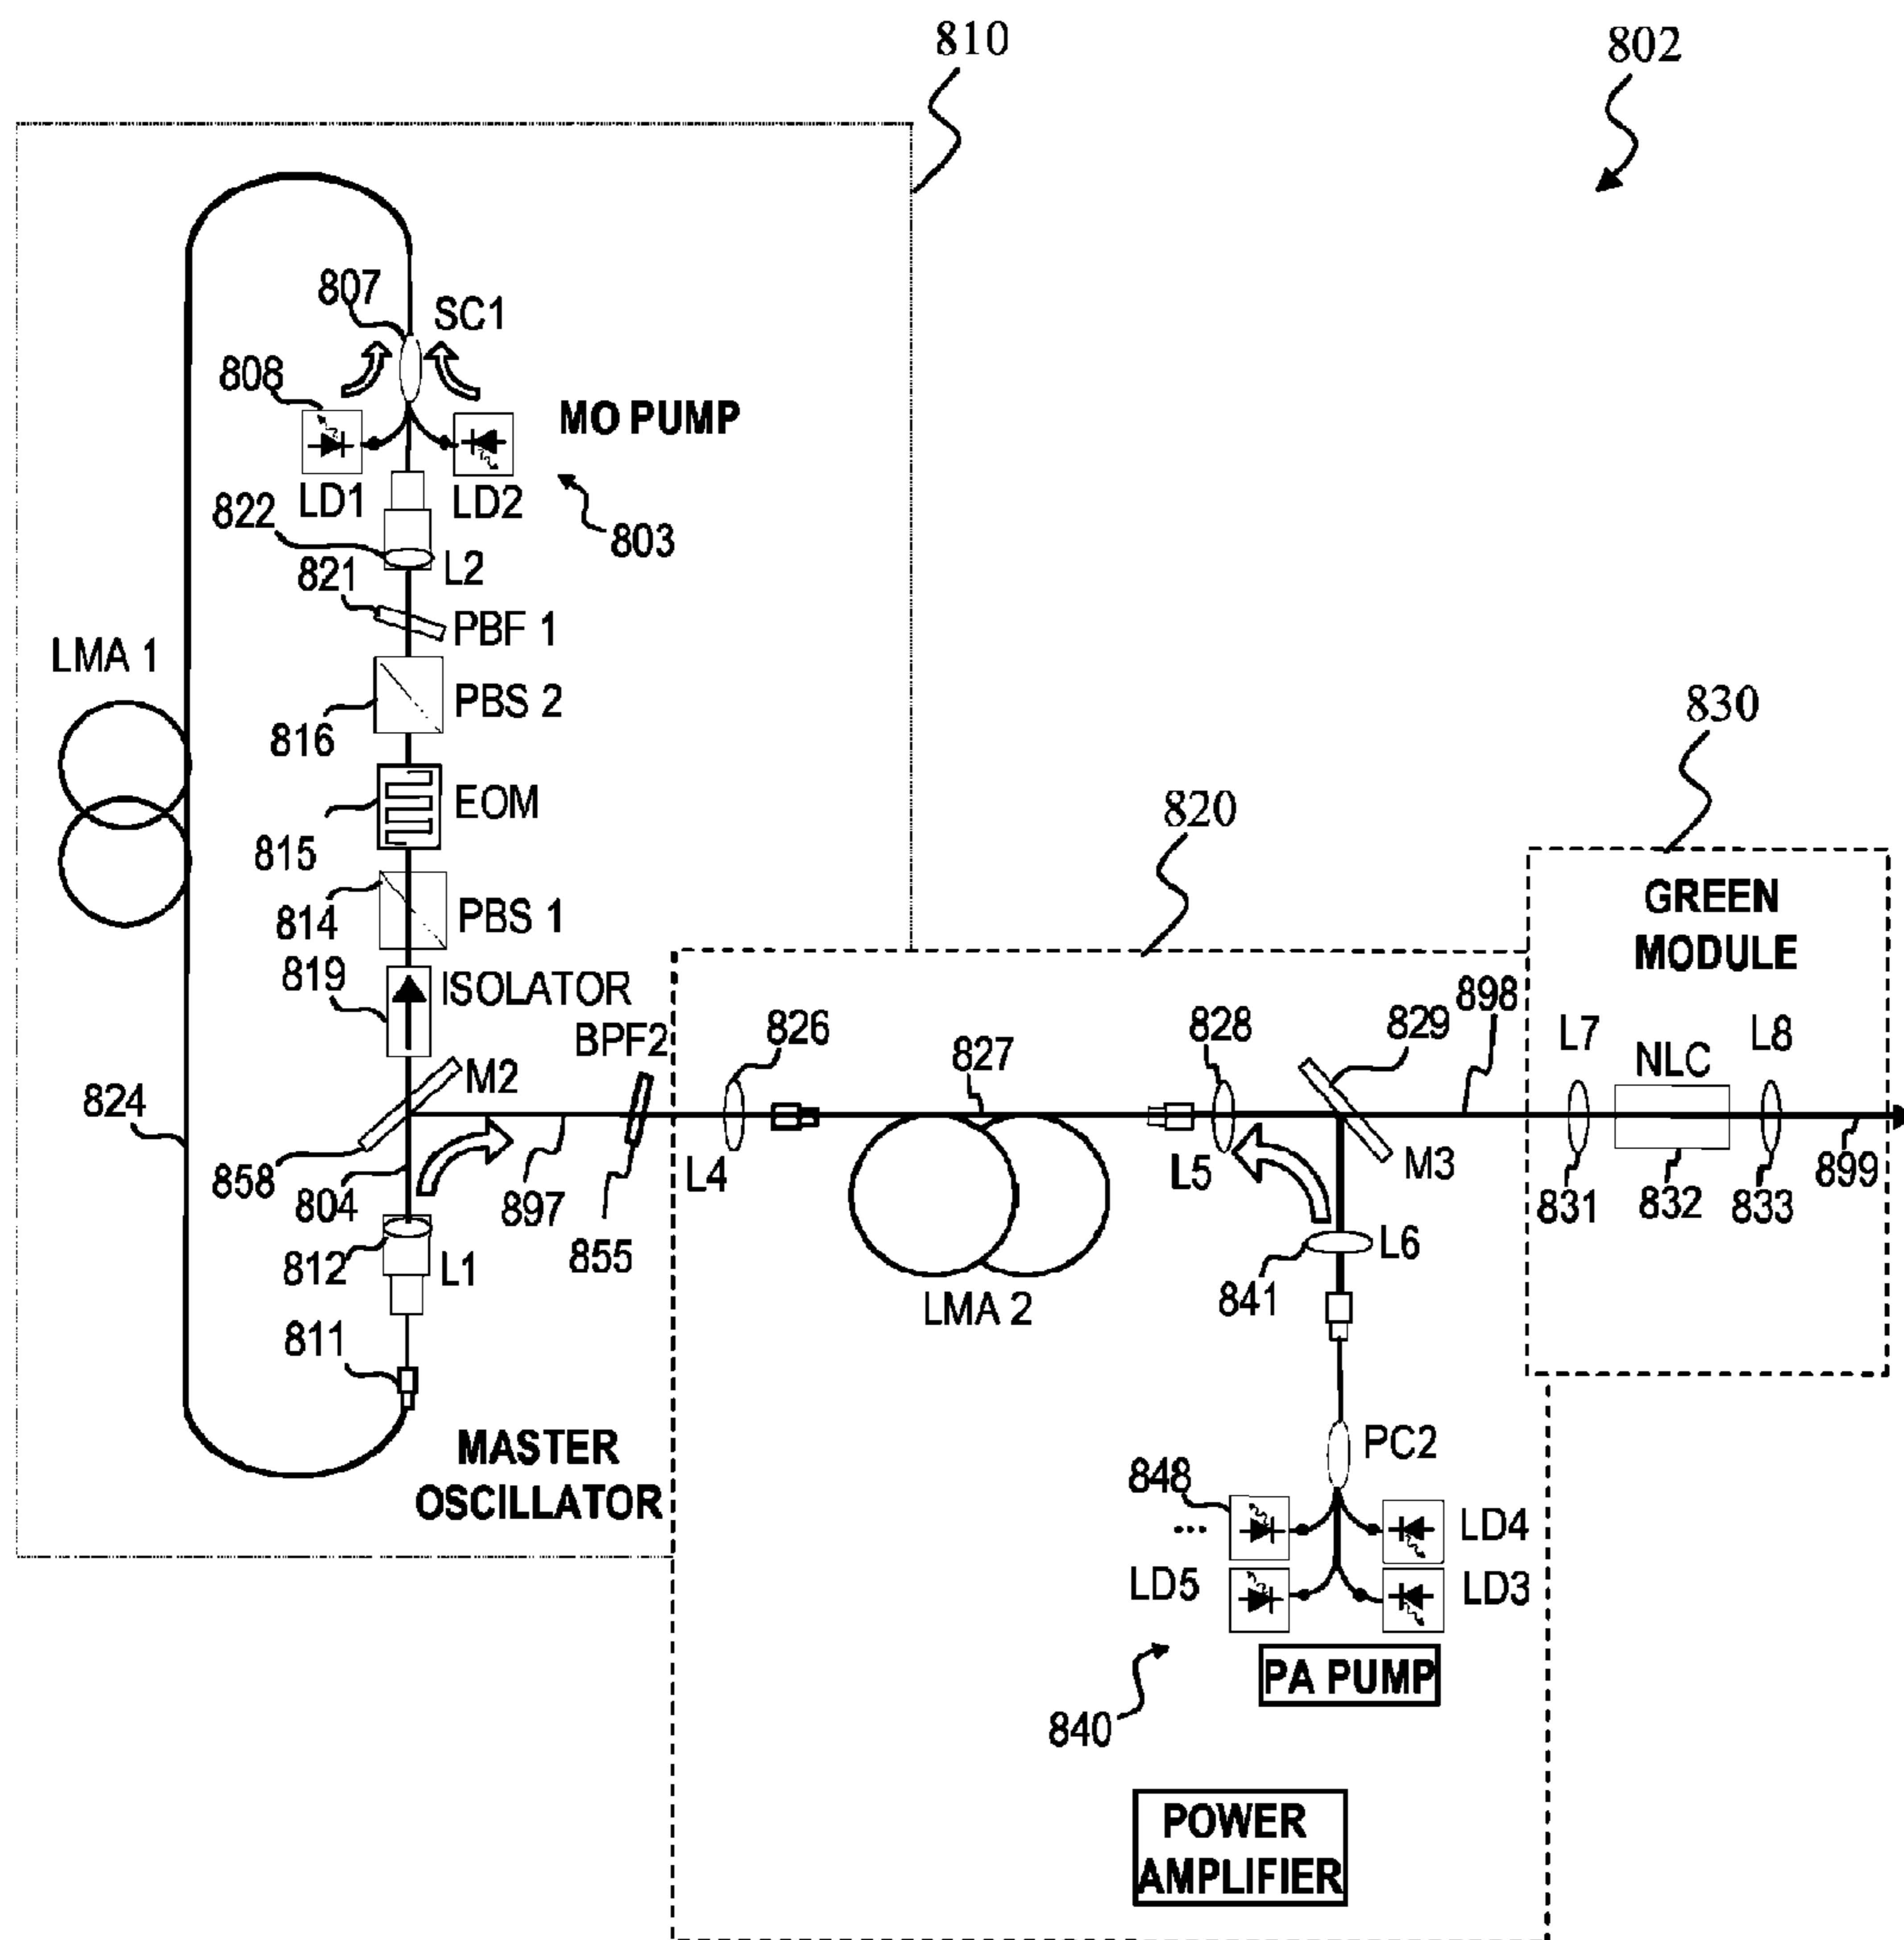 810
802
807
SC1
808
MO PUMP
LD1
LD2
822
803
821
L2
PBF 1
LMA 1
PBS 2
816
830
EOM
820
815
814
PBS 1
GREEN
MODULE
819
ISOLATOR
898
BPF2
826
828
829
L7
NLC
L8
827
M2
824
858
804
897
L4
L5
M3
831
832
833
899
855
812
L1
841
L6
LMA 2
811
MASTER
OSCILLATOR
PC2
848
...
LD4
LD5
LD3
PA PUMP
840
POWER
AMPLIFIER